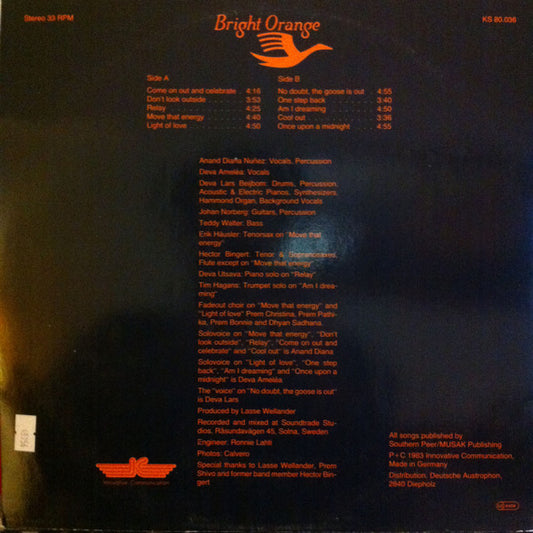 Stereo 33 RPM
Bright Orange
KS 80.036
Side A
Come on out and celebrate . 4:16
Don't look outside . . . . . . . 3:53
Relay . . . . . . . . . . . . . . . . 4:25
Move that energy . . . . . . . 4:40
Light of love . . . . . . . . . . . 4:50
Side B
No doubt, the goose is out . 4:55
One step back . . . . . . . . . . 3:40
Am I dreaming . . . . . . . . . . 4:50
Cool out . . . . . . . . . . . . . . 3:36
Once upon a midnight . . . . 4:55
Anand Diana Nuñez: Vocals, Percussion
Deva Ameléa: Vocals
Deva Lars Beijbom: Drums, Percussion,
Acoustic & Electric Pianos, Synthesizers,
Hammond Organ, Background Vocals
Johan Norberg: Guitars, Percussion
Teddy Walter: Bass
Erik Häusler: Tenorsax on "Move that
energy"
Hector Bingert: Tenor & Sopranosaxes,
Flute except on "Move that energy"
Deva Utsava: Piano solo on "Relay"
Tim Hagans: Trumpet solo on "Am I drea-
ming"
Fadeout choir on "Move that energy" and
"Light of love" Prem Christina, Prem Pathi-
ka, Prem Bonnie and Dhyan Sadhana.
Solovoice on "Move that energy", "Don't
look outside", "Relay", "Come on out and
celebrate" and "Cool out" is Anand Diana
Solovoice on "Light of love", "One step
back", "Am I dreaming" and "Once upon a
midnight" is Deva Ameléa
The "voice" on "No doubt, the goose is out"
is Deva Lars
Produced by Lasse Wellander
Recorded and mixed at Soundtrade Stu-
dios, Råsundavägen 45, Solna, Sweden
Engineer: Ronnie Lahti
Photos: Calvero
Special thanks to Lasse Wellander, Prem
Shivo and former band member Hector Bin-
gert
IC
Innovative Communication
All songs published by
Southern Peer/MUSAK Publishing
P + C 1983 Innovative Communication,
Made in Germany
Distribution, Deutsche Austrophon,
2840 Diepholz